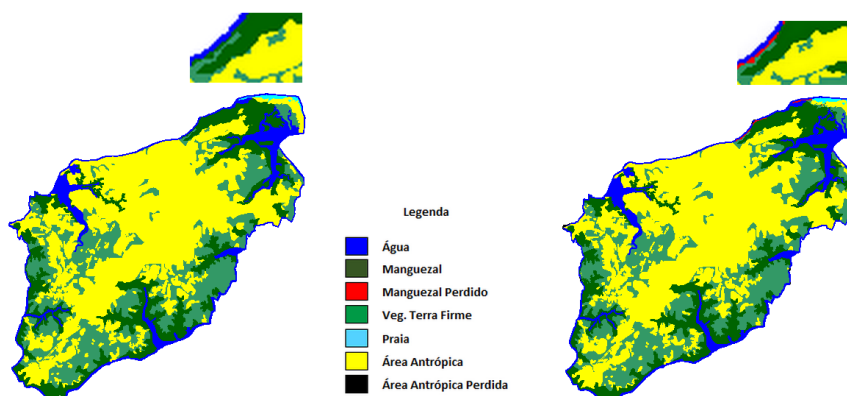 Legenda
Água
Manguezal
Manguezal Perdido
Veg. Terra Firme
Praia
Área Antrópica
Área Antrópica Perdida